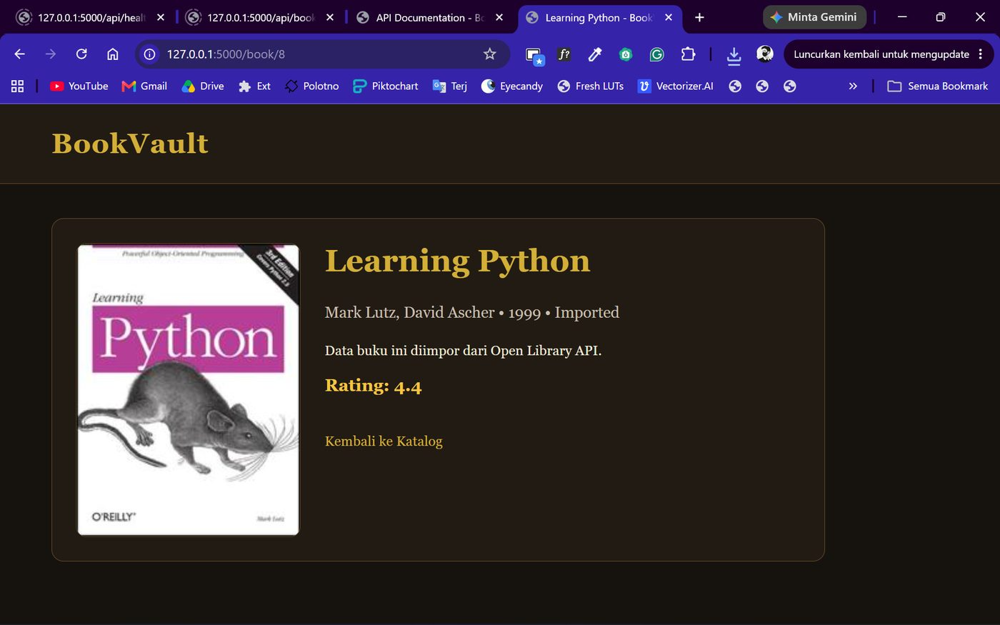 127.0.0.1:5000/api/healt
127.0.0.1:5000/api/book
API Documentation - Bo
Learning Python - Book
Minta Gemini
127.0.0.1:5000/book/8
f?
Luncurkan kembali untuk mengupdate
YouTube
Gmail
Drive
Ext
Polotno
Piktochart
Terj
Eyecandy
Fresh LUTs
Vectorizer.AI
Semua Bookmark
BookVault
Powerful Object-Oriented Programming
3rd Edition
Covers Python 2.5
Learning
Python
O'REILLY®
Mark Lutz
Learning Python
Mark Lutz, David Ascher • 1999 • Imported
Data buku ini diimpor dari Open Library API.
Rating: 4.4
Kembali ke Katalog